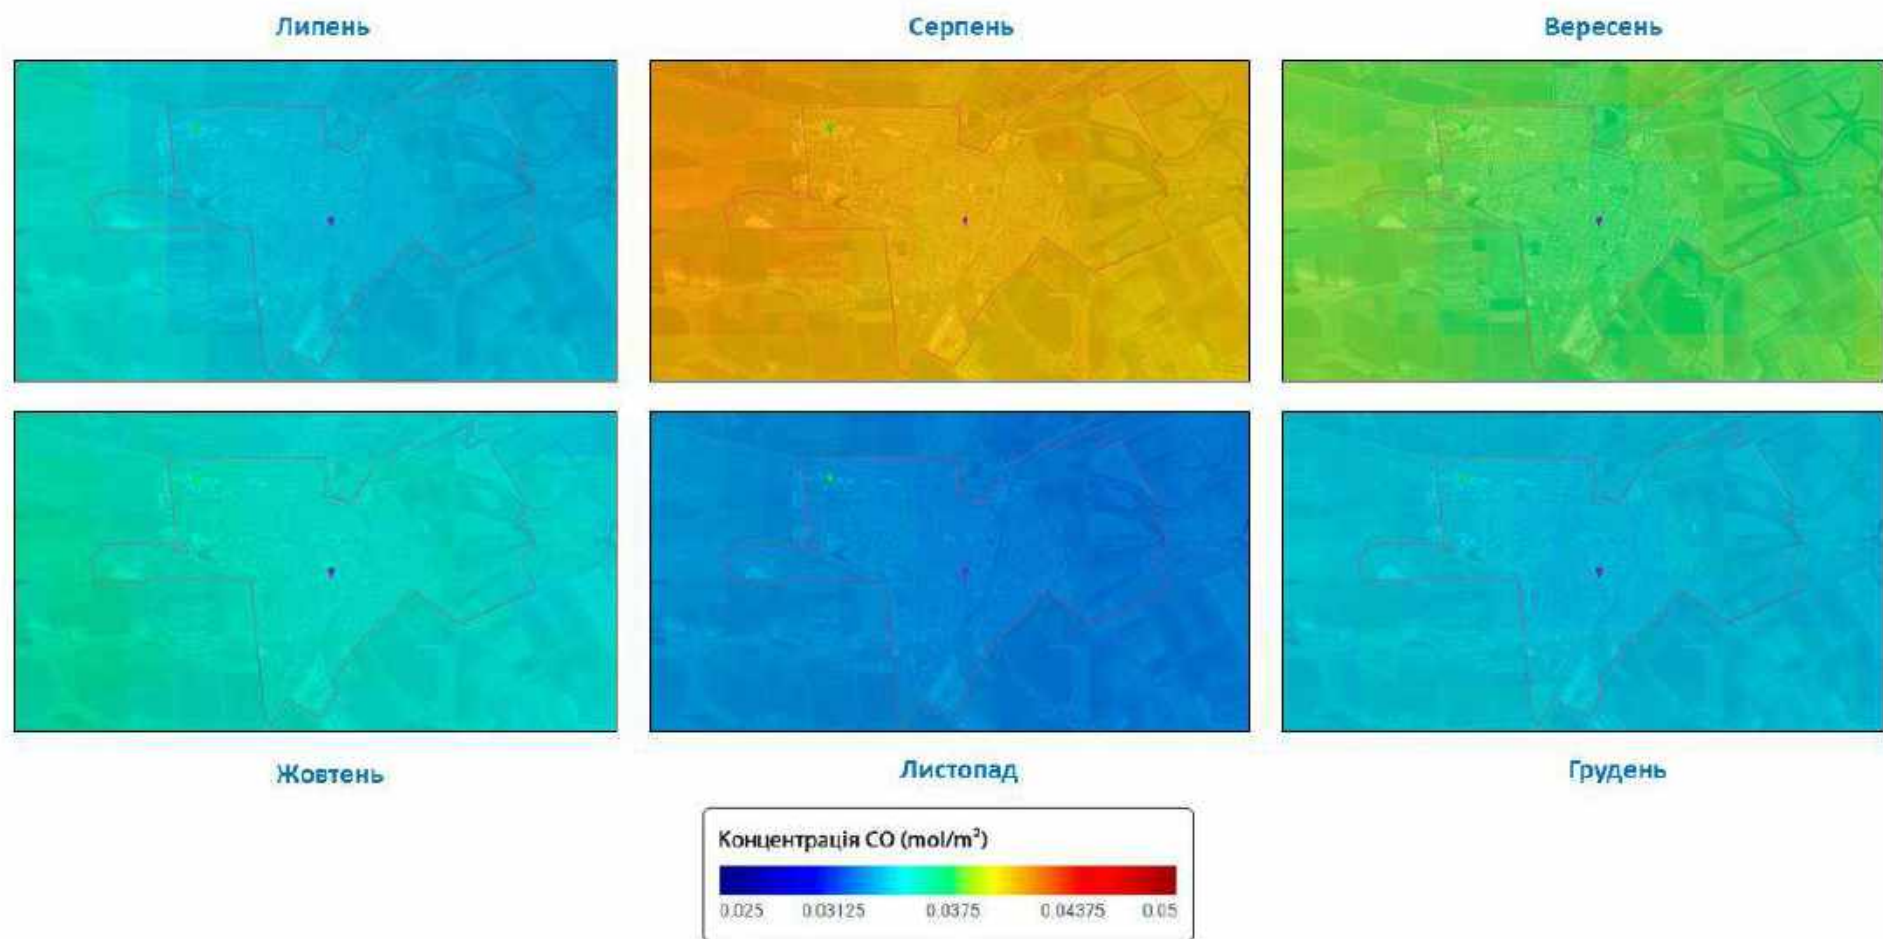 Липень
Серпень
Вересень
Жовтень
Листопад
Грудень
Концентрація CO (mol/m²)
0.025 0.03125 0.0375 0.04375 0.05